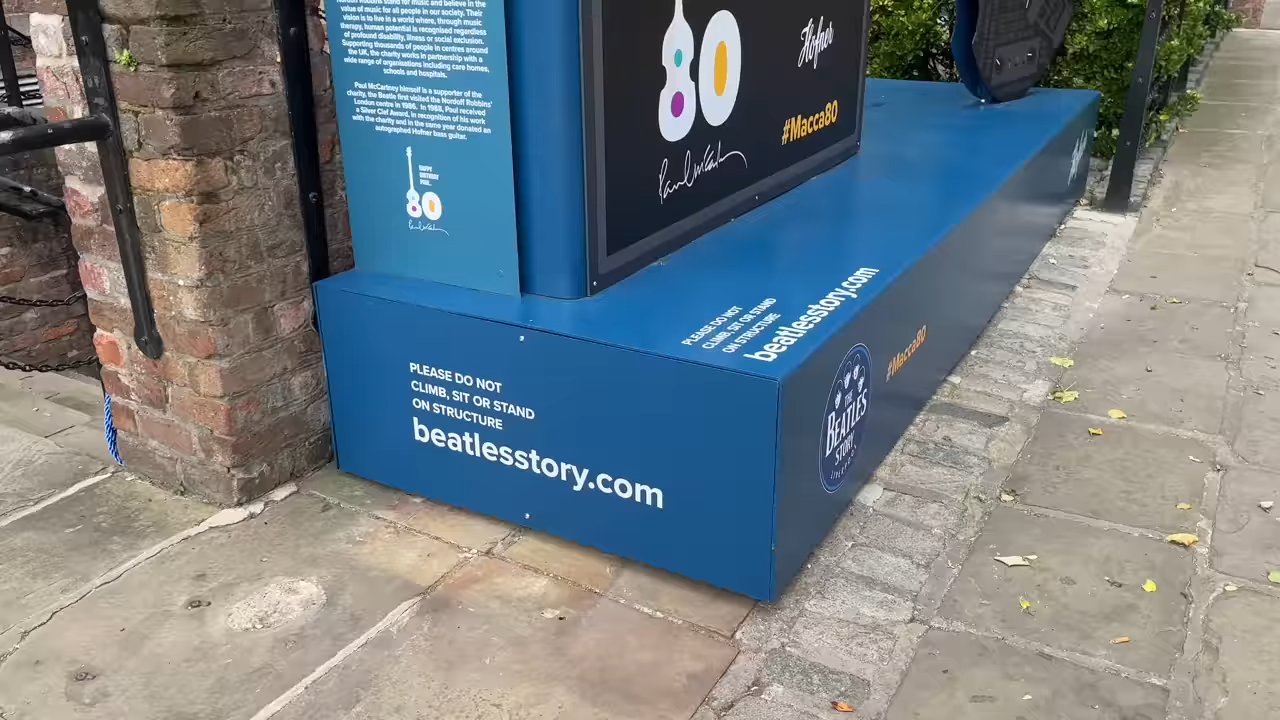 Nordoff Robbins stand for music and believe in the
value of music for all people in our society. Their
vision is to live in a world where, through music
therapy, human potential is recognised regardless
of profound disability, illness or social exclusion.
Supporting thousands of people in centres around
the UK, the charity works in partnership with a
wide range of organisations including care homes,
schools and hospitals.
Paul McCartney himself is a supporter of the
charity, the Beatle first visited the Nordoff Robbins'
London centre in 1986. In 1988, Paul received
a Silver Clef Award, in recognition of his work
with the charity and in the same year donated an
autographed Hofner bass guitar.
HAPPY
BIRTHDAY
PAUL.
80
Paul McCartney
80
Höfner
#Macca80
Paul McCartney
PLEASE DO NOT
CLIMB, SIT OR STAND
ON STRUCTURE
beatlesstory.com
PLEASE DO NOT
CLIMB, SIT OR STAND
ON STRUCTURE
beatlesstory.com
THE
BEATLES
STORY
LIVERPOOL
#Macca80